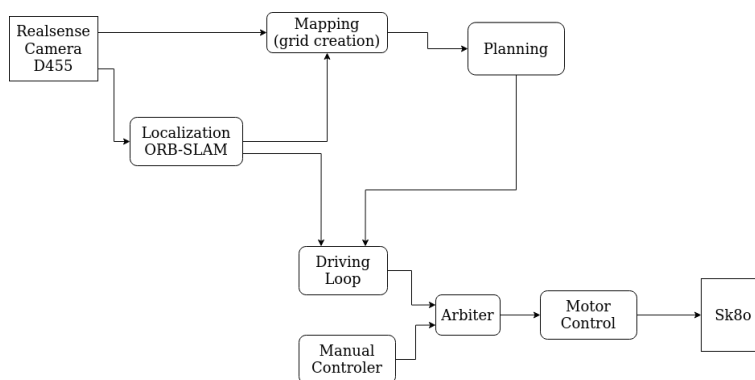 Realsense
Camera
D455
Mapping
(grid creation)
Planning
Localization
ORB-SLAM
Driving
Loop
Arbiter
Motor
Control
Sk8o
Manual
Controler